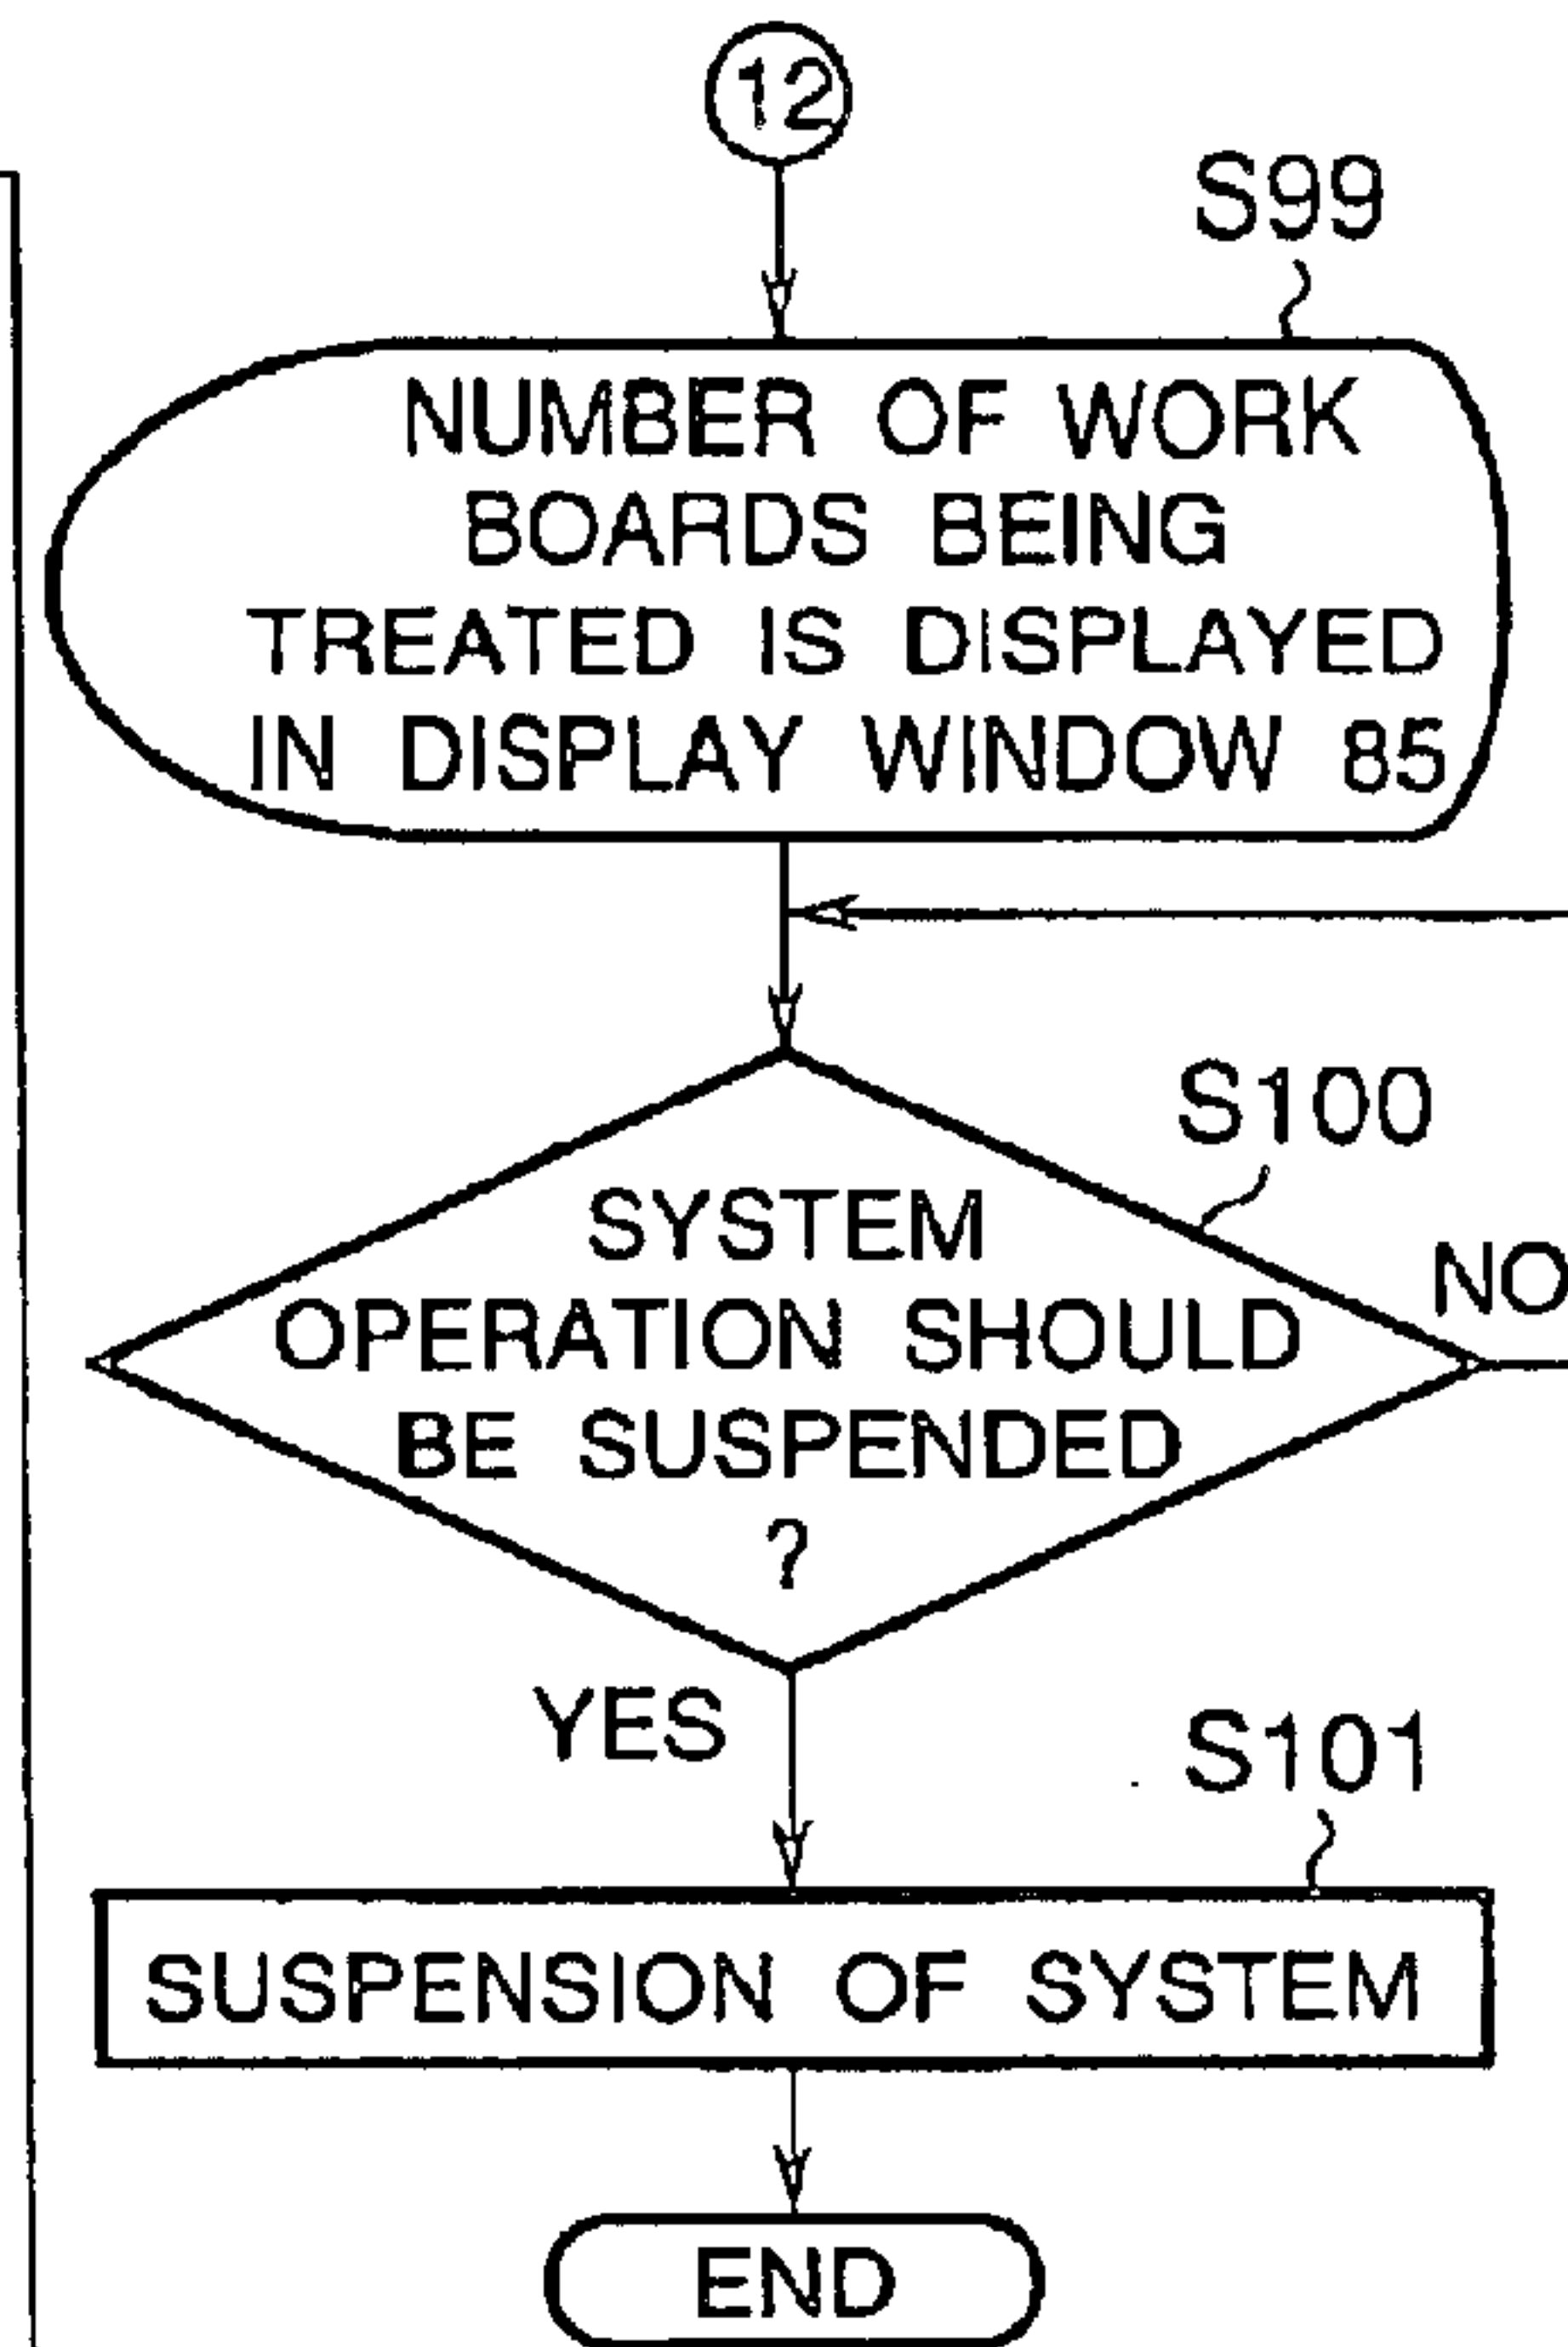 12
S99
NUMBER OF WORK
BOARDS BEING
TREATED IS DISPLAYED
IN DISPLAY WINDOW 85
S100
SYSTEM
OPERATION SHOULD
BE SUSPENDED
?
NO
YES
S101
SUSPENSION OF SYSTEM
END